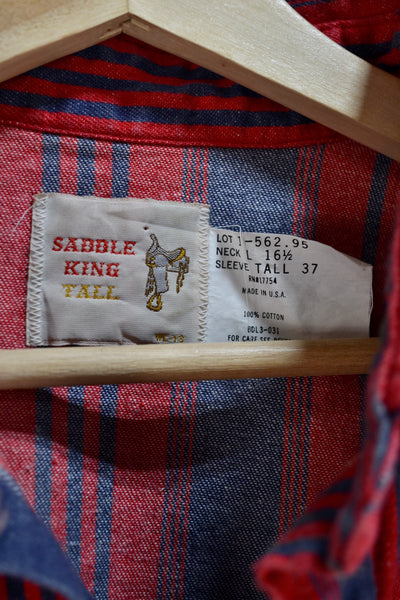 SADDLE
KING
TALL
LOT 1-562.95
NECK L 16½
SLEEVE TALL 37
RN#17754
MADE IN U.S.A.
100% COTTON
BDL3-031
FOR CARE SEE